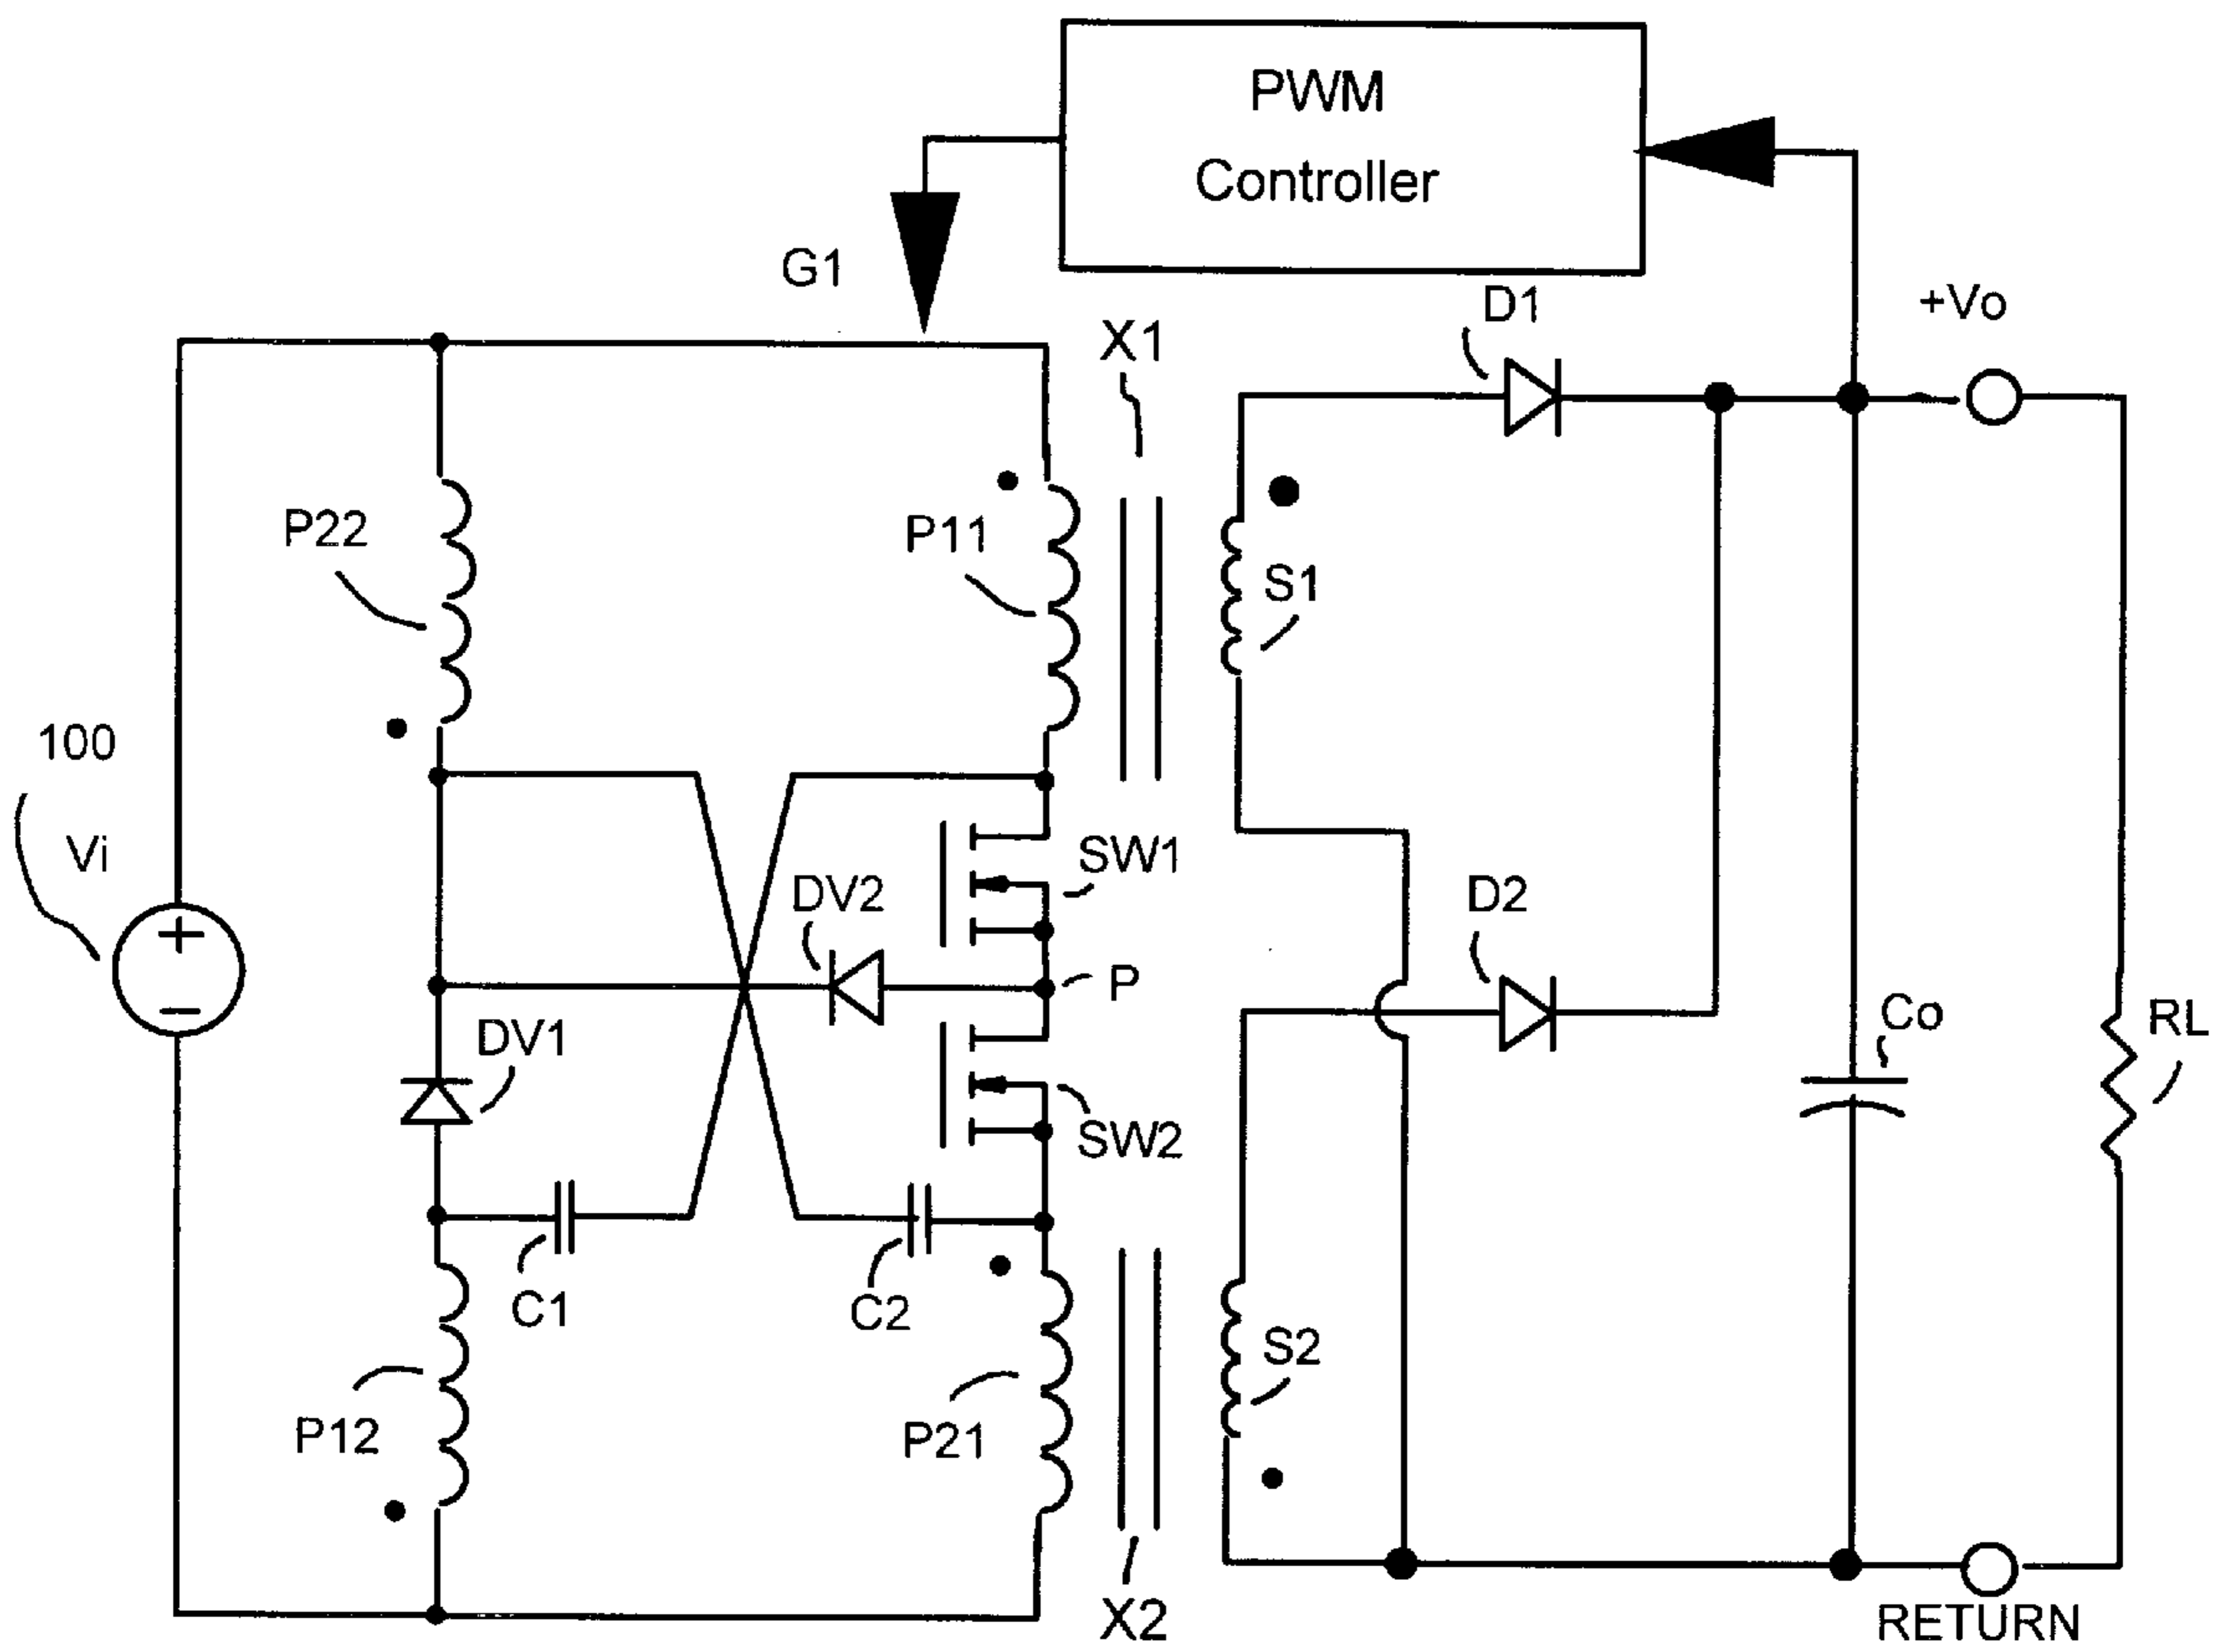 PWM
Controller
G1
X1
D1
+Vo
P22
P11
S1
100
Vi
+
−
SW1
DV2
P
D2
DV1
Co
RL
SW2
C1
C2
S2
P12
P21
X2
RETURN